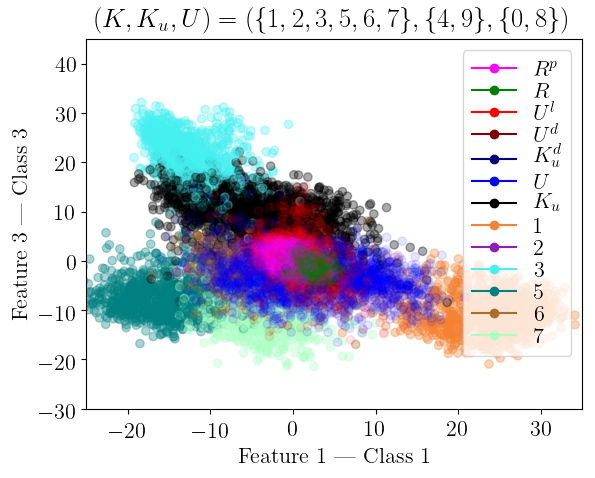 (K, K_u, U) = ({1, 2, 3, 5, 6, 7}, {4, 9}, {0, 8})
Feature 3 — Class 3
40
30
20
10
0
−10
−20
−30
−20
−10
0
10
20
30
Feature 1 — Class 1
R^p
R
U^l
U^d
K_u^d
U
K_u
1
2
3
5
6
7